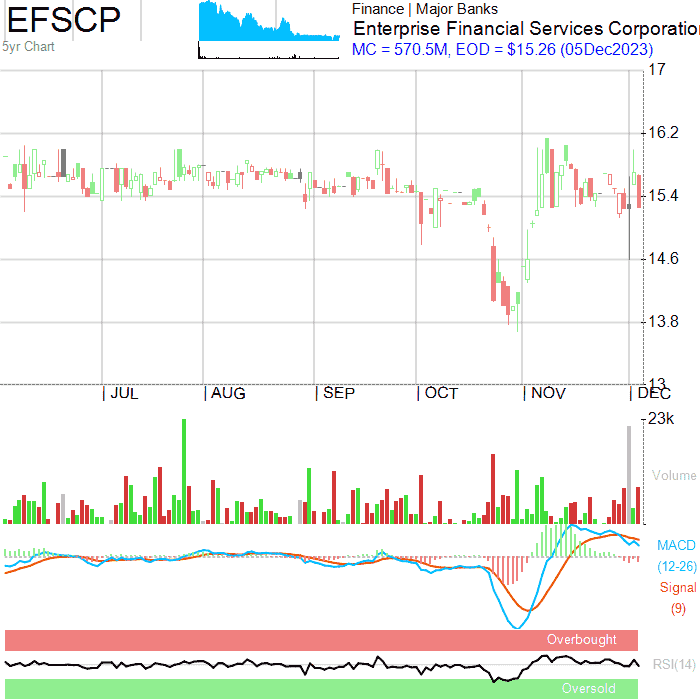 EFSCP
5yr Chart
Finance | Major Banks
Enterprise Financial Services Corporation
MC = 570.5M, EOD = $15.26 (05Dec2023)
17
16.2
15.4
14.6
13.8
13
JUL AUG SEP OCT NOV DEC
23k
Volume
MACD
(12-26)
Signal
(9)
Overbought
RSI(14)
Oversold